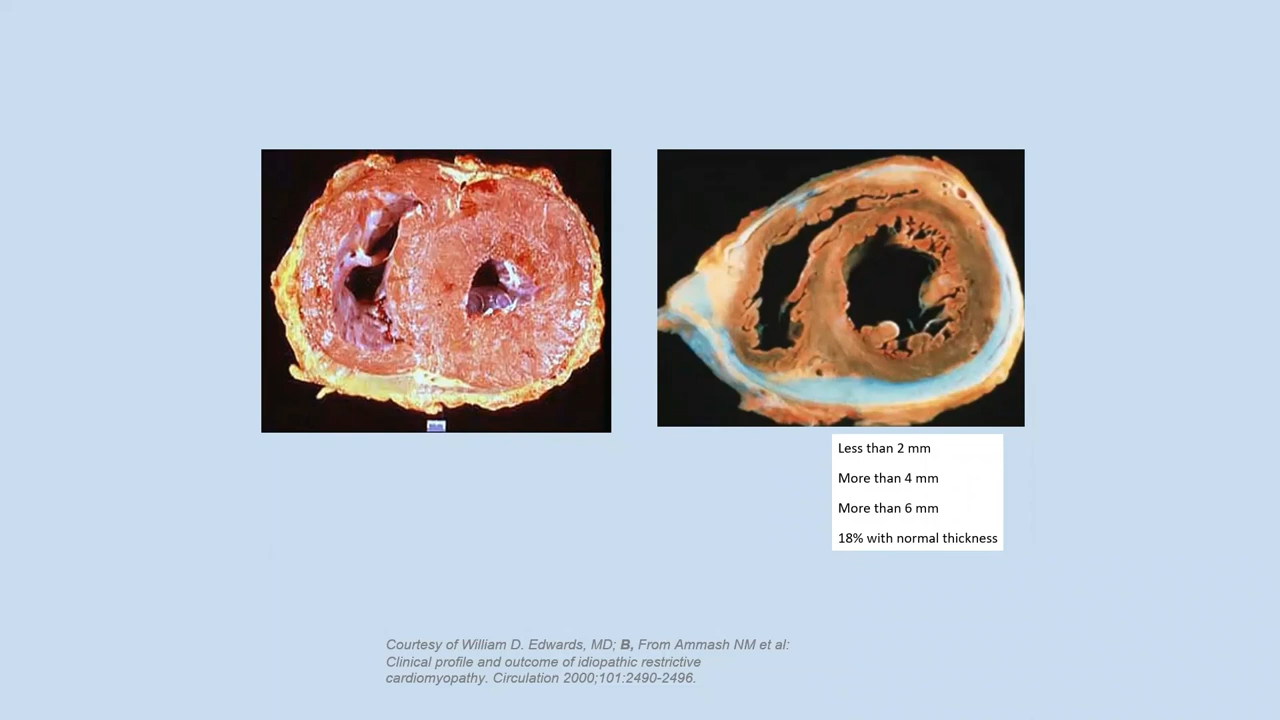 Less than 2 mm
More than 4 mm
More than 6 mm
18% with normal thickness
Courtesy of William D. Edwards, MD; B, From Ammash NM et al:
Clinical profile and outcome of idiopathic restrictive
cardiomyopathy. Circulation 2000;101:2490-2496.